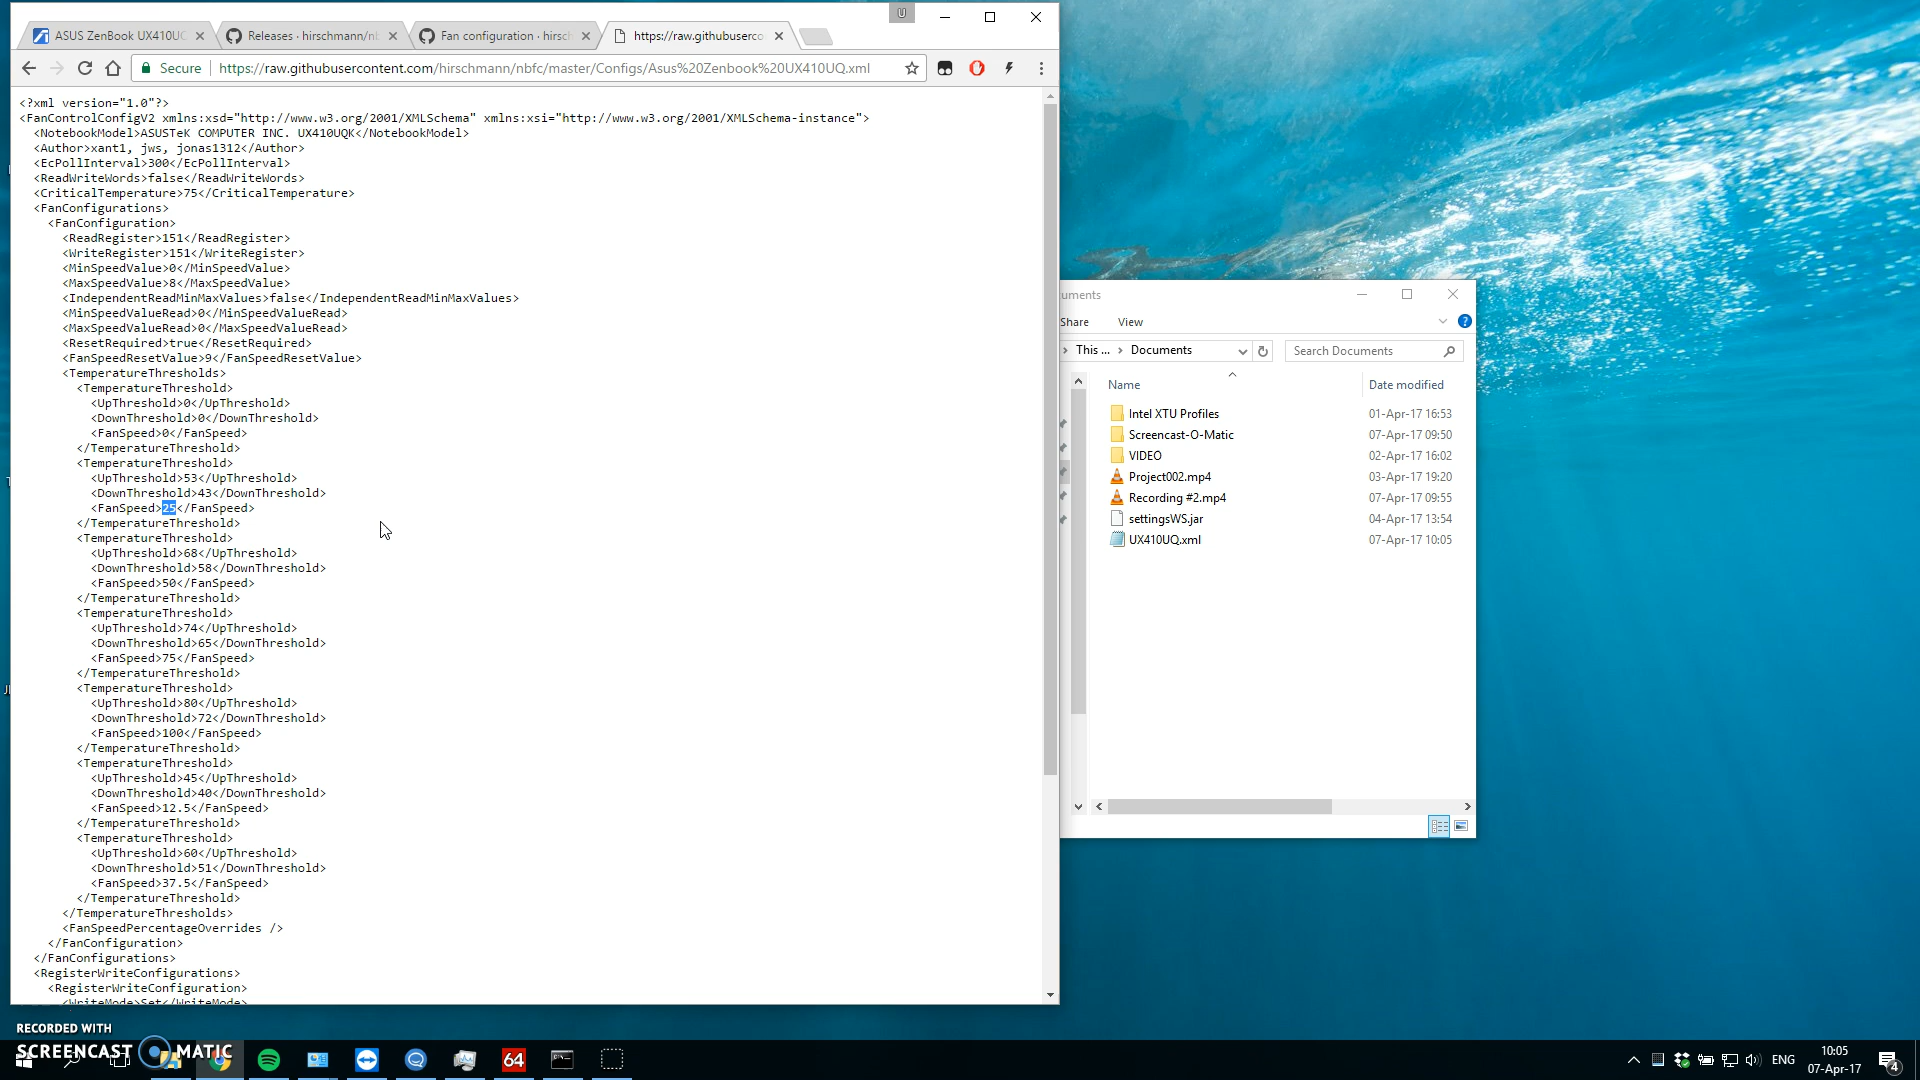 U
ASUS ZenBook UX410UC
Releases · hirschmann/nb
Fan configuration · hirsch
https://raw.githubuserco
Secure
https://raw.githubusercontent.com/hirschmann/nbfc/master/Configs/Asus%20Zenbook%20UX410UQ.xml
<?xml version="1.0"?>
<FanControlConfigV2 xmlns:xsd="http://www.w3.org/2001/XMLSchema" xmlns:xsi="http://www.w3.org/2001/XMLSchema-instance">
<NotebookModel>ASUSTeK COMPUTER INC. UX410UQK</NotebookModel>
<Author>xant1, jws, jonas1312</Author>
<EcPollInterval>300</EcPollInterval>
<ReadWriteWords>false</ReadWriteWords>
<CriticalTemperature>75</CriticalTemperature>
<FanConfigurations>
<FanConfiguration>
<ReadRegister>151</ReadRegister>
<WriteRegister>151</WriteRegister>
<MinSpeedValue>0</MinSpeedValue>
<MaxSpeedValue>8</MaxSpeedValue>
<IndependentReadMinMaxValues>false</IndependentReadMinMaxValues>
<MinSpeedValueRead>0</MinSpeedValueRead>
<MaxSpeedValueRead>0</MaxSpeedValueRead>
<ResetRequired>true</ResetRequired>
<FanSpeedResetValue>9</FanSpeedResetValue>
<TemperatureThresholds>
<TemperatureThreshold>
<UpThreshold>0</UpThreshold>
<DownThreshold>0</DownThreshold>
<FanSpeed>0</FanSpeed>
</TemperatureThreshold>
<TemperatureThreshold>
<UpThreshold>53</UpThreshold>
<DownThreshold>43</DownThreshold>
<FanSpeed>25</FanSpeed>
</TemperatureThreshold>
<TemperatureThreshold>
<UpThreshold>68</UpThreshold>
<DownThreshold>58</DownThreshold>
<FanSpeed>50</FanSpeed>
</TemperatureThreshold>
<TemperatureThreshold>
<UpThreshold>74</UpThreshold>
<DownThreshold>65</DownThreshold>
<FanSpeed>75</FanSpeed>
</TemperatureThreshold>
<TemperatureThreshold>
<UpThreshold>80</UpThreshold>
<DownThreshold>72</DownThreshold>
<FanSpeed>100</FanSpeed>
</TemperatureThreshold>
<TemperatureThreshold>
<UpThreshold>45</UpThreshold>
<DownThreshold>40</DownThreshold>
<FanSpeed>12.5</FanSpeed>
</TemperatureThreshold>
<TemperatureThreshold>
<UpThreshold>60</UpThreshold>
<DownThreshold>51</DownThreshold>
<FanSpeed>37.5</FanSpeed>
</TemperatureThreshold>
</TemperatureThresholds>
<FanSpeedPercentageOverrides />
</FanConfiguration>
</FanConfigurations>
<RegisterWriteConfigurations>
<RegisterWriteConfiguration>
<WriteMode>Set</WriteMode>
uments
Share View
This ... Documents
Search Documents
Name Date modified
Intel XTU Profiles 01-Apr-17 16:53
Screencast-O-Matic 07-Apr-17 09:50
VIDEO 02-Apr-17 16:02
Project002.mp4 03-Apr-17 19:20
Recording #2.mp4 07-Apr-17 09:55
settingsWS.jar 04-Apr-17 13:54
UX410UQ.xml 07-Apr-17 10:05
RECORDED WITH
SCREENCAST MATIC
64
ENG
10:05
07-Apr-17
4